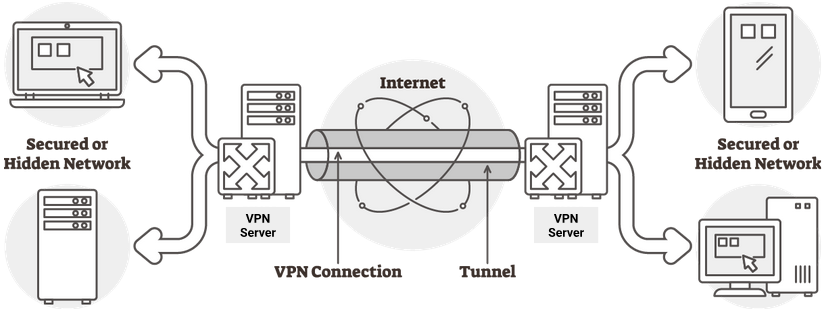 Internet
Secured or
Hidden Network
Secured or
Hidden Network
VPN
Server
VPN
Server
VPN Connection
Tunnel